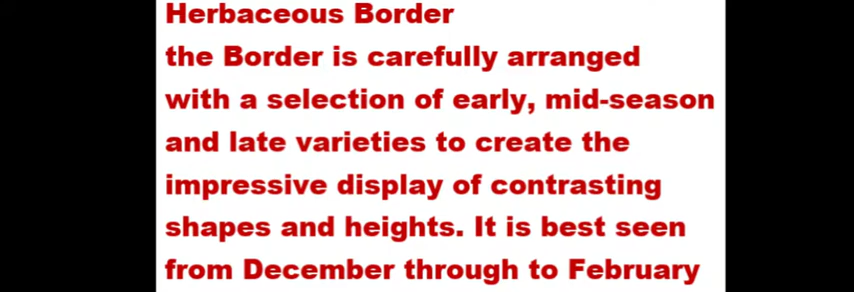 Herbaceous Border
the Border is carefully arranged
with a selection of early, mid-season
and late varieties to create the
impressive display of contrasting
shapes and heights. It is best seen
from December through to February